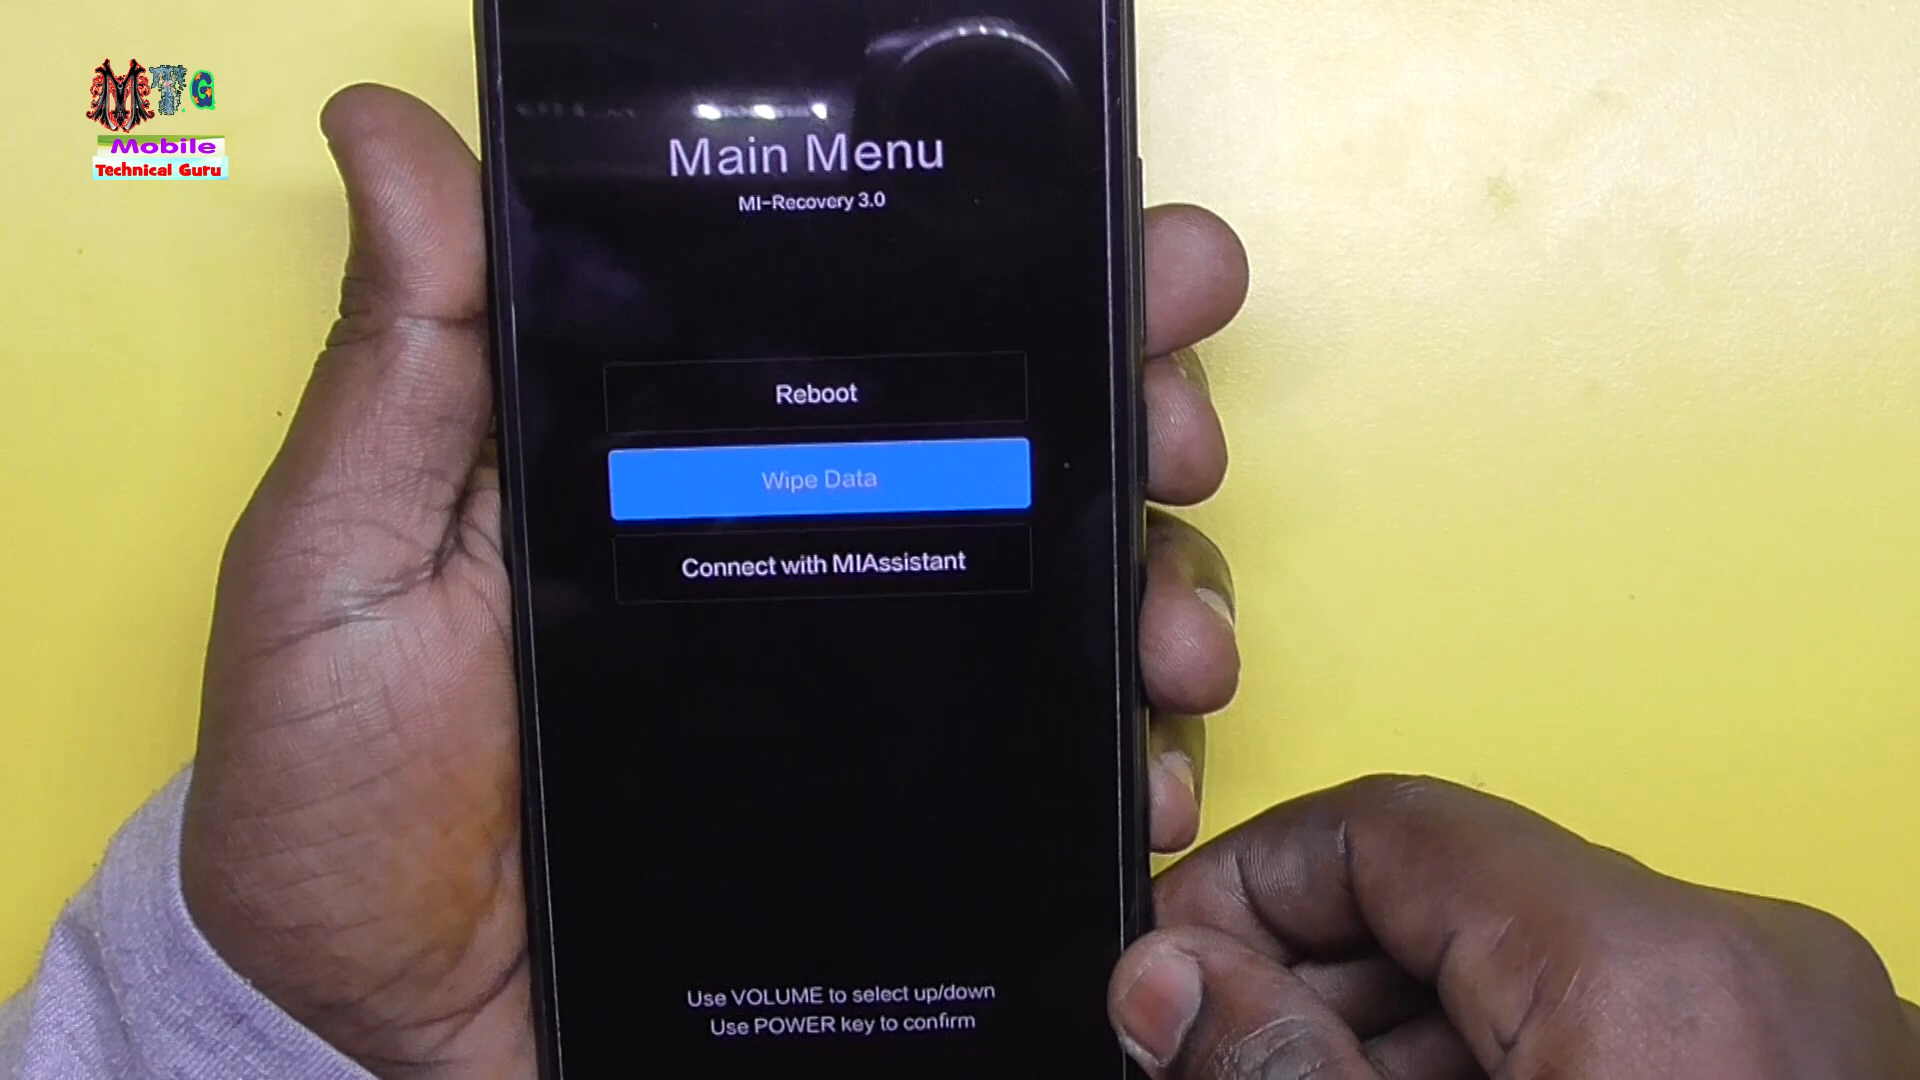 MTG
Mobile
Technical Guru
Main Menu
MI-Recovery 3.0
Reboot
Wipe Data
Connect with MIAssistant
Use VOLUME to select up/down
Use POWER key to confirm